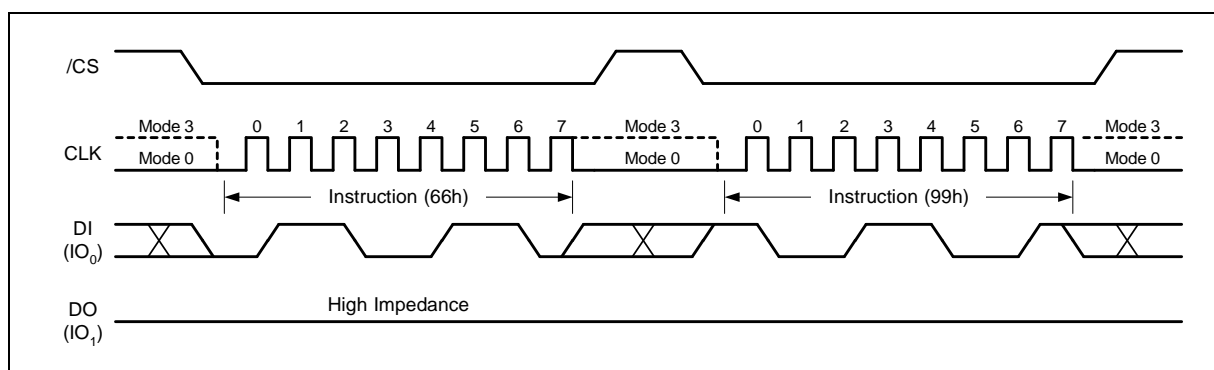 /CS
Mode 3 0 1 2 3 4 5 6 7 Mode 3 0 1 2 3 4 5 6 7 Mode 3
CLK Mode 0 Mode 0 Mode 0
Instruction (66h) Instruction (99h)
DI
(IO0)
High Impedance
DO
(IO1)